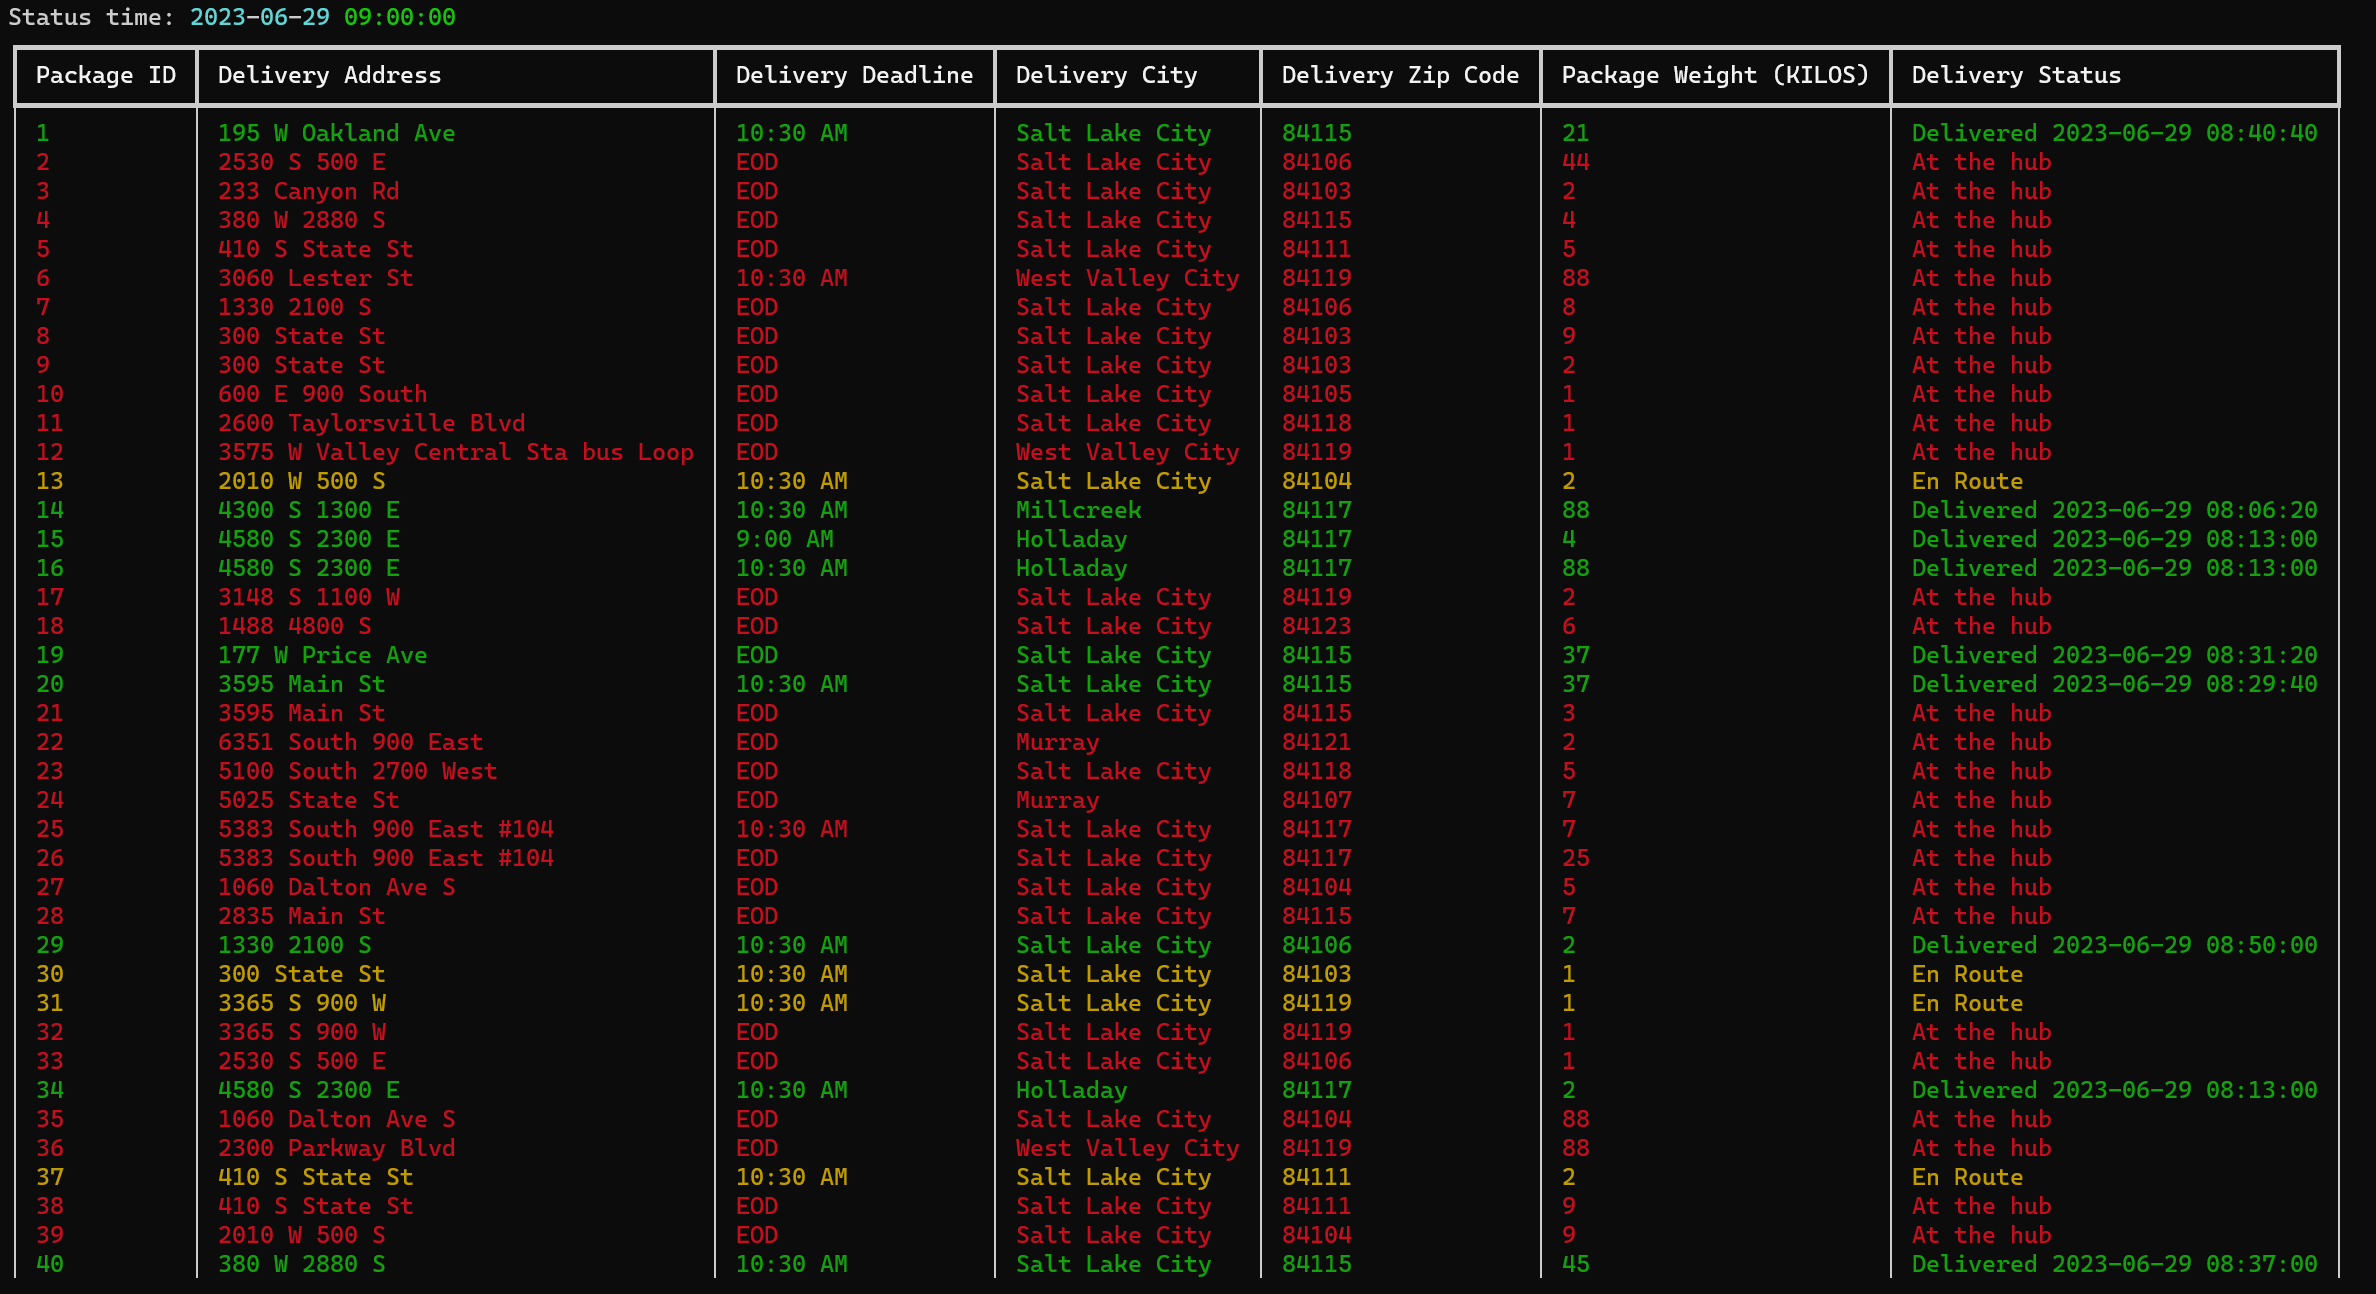 Status time: 2023-06-29 09:00:00
Package ID Delivery Address Delivery Deadline Delivery City Delivery Zip Code Package Weight (KILOS) Delivery Status
1 195 W Oakland Ave 10:30 AM Salt Lake City 84115 21 Delivered 2023-06-29 08:40:40
2 2530 S 500 E EOD Salt Lake City 84106 44 At the hub
3 233 Canyon Rd EOD Salt Lake City 84103 2 At the hub
4 380 W 2880 S EOD Salt Lake City 84115 4 At the hub
5 410 S State St EOD Salt Lake City 84111 5 At the hub
6 3060 Lester St 10:30 AM West Valley City 84119 88 At the hub
7 1330 2100 S EOD Salt Lake City 84106 8 At the hub
8 300 State St EOD Salt Lake City 84103 9 At the hub
9 300 State St EOD Salt Lake City 84103 2 At the hub
10 600 E 900 South EOD Salt Lake City 84105 1 At the hub
11 2600 Taylorsville Blvd EOD Salt Lake City 84118 1 At the hub
12 3575 W Valley Central Sta bus Loop EOD West Valley City 84119 1 At the hub
13 2010 W 500 S 10:30 AM Salt Lake City 84104 2 En Route
14 4300 S 1300 E 10:30 AM Millcreek 84117 88 Delivered 2023-06-29 08:06:20
15 4580 S 2300 E 9:00 AM Holladay 84117 4 Delivered 2023-06-29 08:13:00
16 4580 S 2300 E 10:30 AM Holladay 84117 88 Delivered 2023-06-29 08:13:00
17 3148 S 1100 W EOD Salt Lake City 84119 2 At the hub
18 1488 4800 S EOD Salt Lake City 84123 6 At the hub
19 177 W Price Ave EOD Salt Lake City 84115 37 Delivered 2023-06-29 08:31:20
20 3595 Main St 10:30 AM Salt Lake City 84115 37 Delivered 2023-06-29 08:29:40
21 3595 Main St EOD Salt Lake City 84115 3 At the hub
22 6351 South 900 East EOD Murray 84121 2 At the hub
23 5100 South 2700 West EOD Salt Lake City 84118 5 At the hub
24 5025 State St EOD Murray 84107 7 At the hub
25 5383 South 900 East #104 10:30 AM Salt Lake City 84117 7 At the hub
26 5383 South 900 East #104 EOD Salt Lake City 84117 25 At the hub
27 1060 Dalton Ave S EOD Salt Lake City 84104 5 At the hub
28 2835 Main St EOD Salt Lake City 84115 7 At the hub
29 1330 2100 S 10:30 AM Salt Lake City 84106 2 Delivered 2023-06-29 08:50:00
30 300 State St 10:30 AM Salt Lake City 84103 1 En Route
31 3365 S 900 W 10:30 AM Salt Lake City 84119 1 En Route
32 3365 S 900 W EOD Salt Lake City 84119 1 At the hub
33 2530 S 500 E EOD Salt Lake City 84106 1 At the hub
34 4580 S 2300 E 10:30 AM Holladay 84117 2 Delivered 2023-06-29 08:13:00
35 1060 Dalton Ave S EOD Salt Lake City 84104 88 At the hub
36 2300 Parkway Blvd EOD West Valley City 84119 88 At the hub
37 410 S State St 10:30 AM Salt Lake City 84111 2 En Route
38 410 S State St EOD Salt Lake City 84111 9 At the hub
39 2010 W 500 S EOD Salt Lake City 84104 9 At the hub
40 380 W 2880 S 10:30 AM Salt Lake City 84115 45 Delivered 2023-06-29 08:37:00